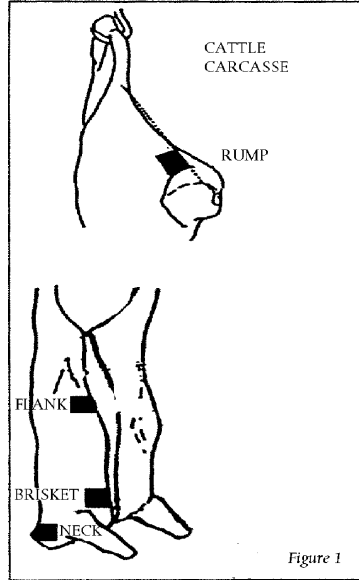 CATTLE
CARCASSE
RUMP
FLANK
BRISKET
NECK
Figure 1